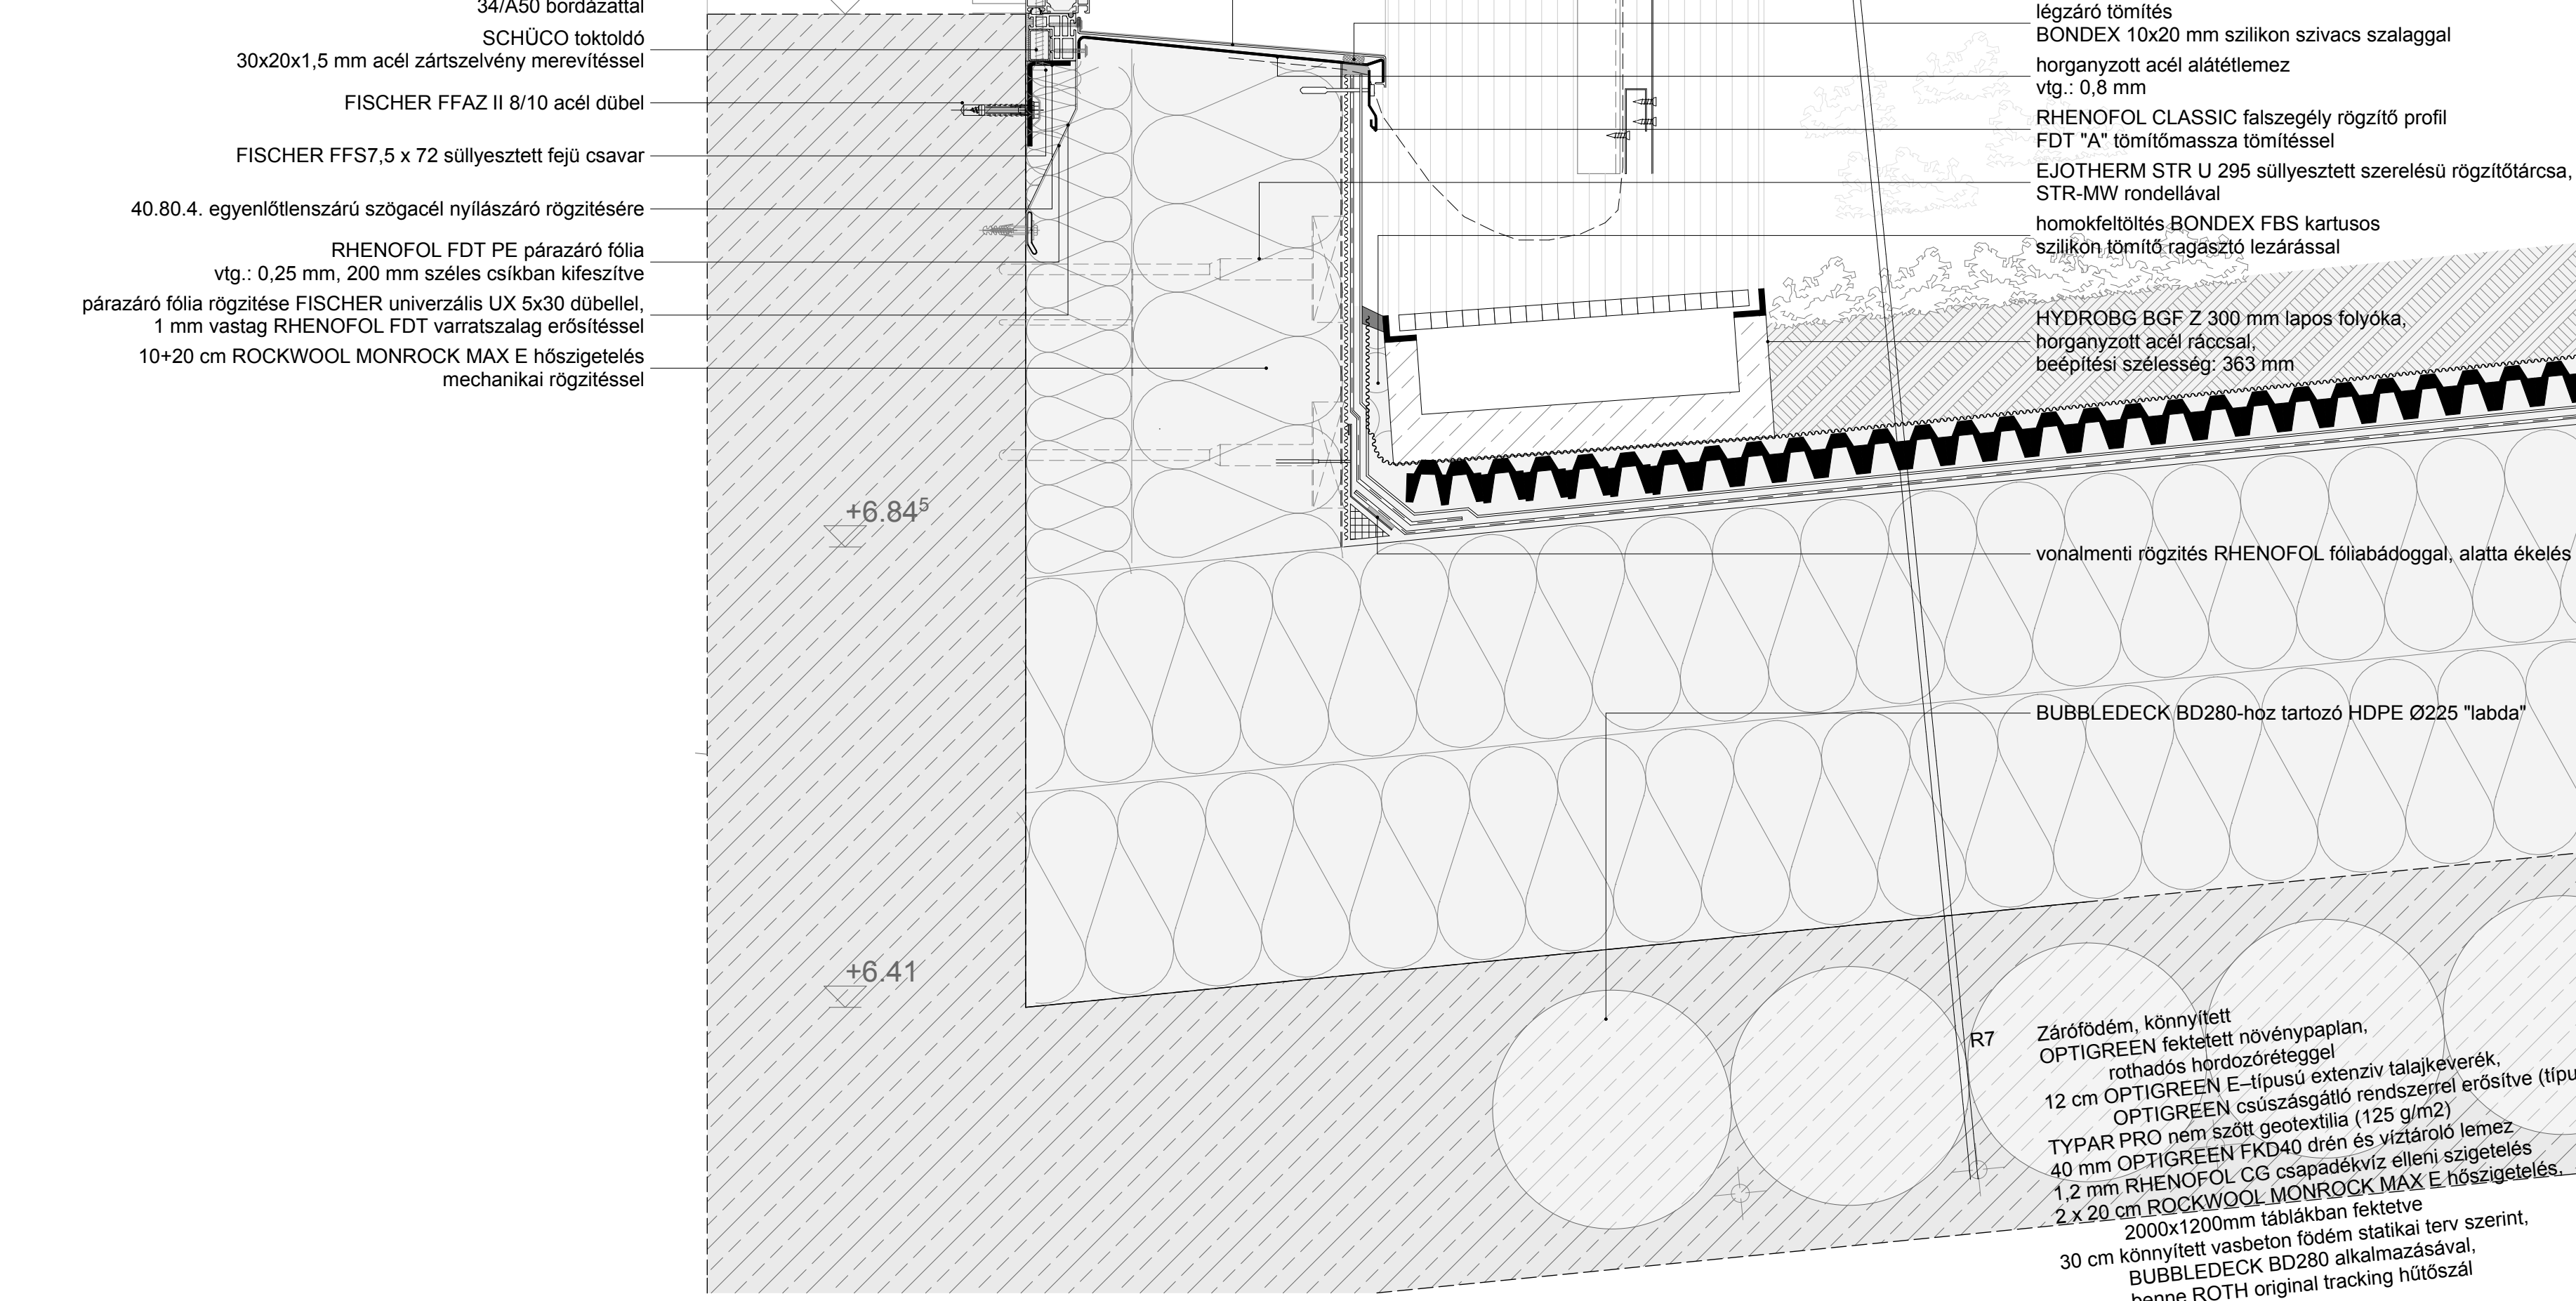 34/A50 bordázattal
SCHÜCO toktoldó
30x20x1,5 mm acél zártszelvény merevítéssel
FISCHER FFAZ II 8/10 acél dübel
FISCHER FFS7,5 x 72 süllyesztett fejü csavar
40.80.4. egyenlőtlenszárú szögacél nyílászáró rögzitésére
RHENOFOL FDT PE párazáró fólia
vtg.: 0,25 mm, 200 mm széles csíkban kifeszítve
párazáró fólia rögzitése FISCHER univerzális UX 5x30 dübellel,
1 mm vastag RHENOFOL FDT varratszalag erősítéssel
10+20 cm ROCKWOOL MONROCK MAX E hőszigetelés
mechanikai rögzitéssel
+6.84⁵
+6.41
légzáró tömítés
BONDEX 10x20 mm szilikon szivacs szalaggal
horganyzott acél alátétlemez
vtg.: 0,8 mm
RHENOFOL CLASSIC falszegély rögzítő profil
FDT "A" tömítőmassza tömítéssel
EJOTHERM STR U 295 süllyesztett szerelésü rögzítőtárcsa,
STR-MW rondellával
homokfeltöltés BONDEX FBS kartusos
szilikon tömítő ragasztó lezárással
HYDROBG BGF Z 300 mm lapos folyóka,
horganyzott acél ráccsal,
beépítési szélesség: 363 mm
vonalmenti rögzités RHENOFOL fóliabádoggal, alatta ékelés
BUBBLEDECK BD280-hoz tartozó HDPE Ø225 "labda"
R7 Zárófödém, könnyített
OPTIGREEN fektetett növénypaplan,
rothadós hordozóréteggel
12 cm OPTIGREEN E–típusú extenziv talajkeverék,
OPTIGREEN csúszásgátló rendszerrel erősítve (típu
TYPAR PRO nem szőtt geotextilia (125 g/m2)
40 mm OPTIGREEN FKD40 drén és víztároló lemez
1,2 mm RHENOFOL CG csapadékvíz elleni szigetelés
2 x 20 cm ROCKWOOL MONROCK MAX E hőszigetelés,
2000x1200mm táblákban fektetve
30 cm könnyített vasbeton födém statikai terv szerint,
BUBBLEDECK BD280 alkalmazásával,
benne ROTH original tracking hűtőszál